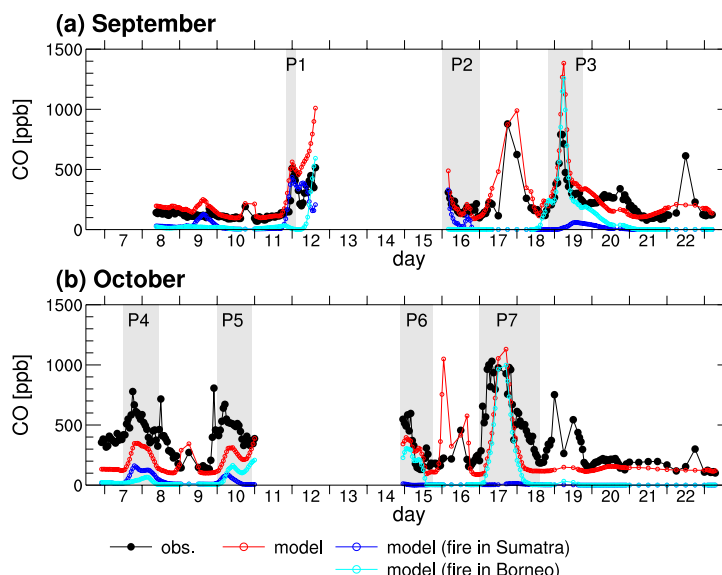 (a) September
1500
1000
500
0
CO [ppb]
P1
P2
P3
7 8 9 10 11 12 13 14 15 16 17 18 19 20 21 22
day
(b) October
1500
1000
500
0
CO [ppb]
P4
P5
P6
P7
7 8 9 10 11 12 13 14 15 16 17 18 19 20 21 22
day
obs.
model
model (fire in Sumatra)
model (fire in Borneo)